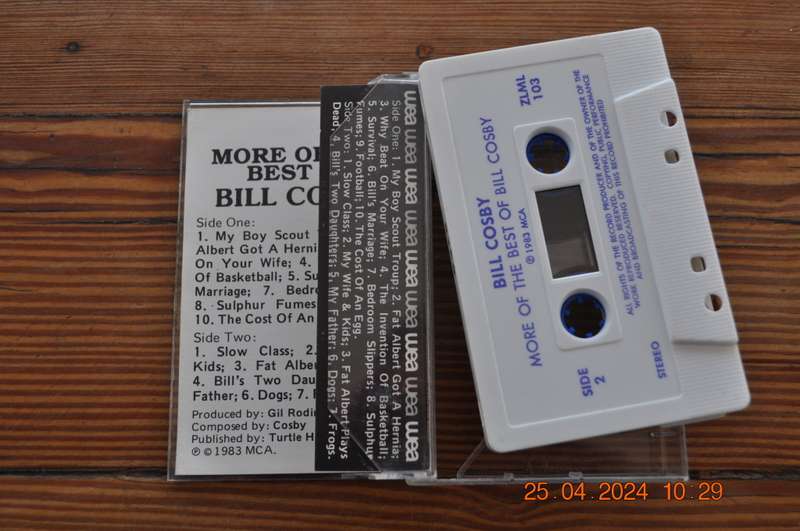 MORE OF
BEST
BILL CO
Side One:
1. My Boy Scout
Albert Got A Hernia
On Your Wife; 4.
Of Basketball; 5. Su
Marriage; 7. Bedro
8. Sulphur Fumes
10. The Cost Of An
Side Two:
1. Slow Class; 2.
Kids; 3. Fat Albe
4. Bill's Two Dau
Father; 6. Dogs; 7.
Produced by: Gil Rodi
Composed by: Cosby
Published by: Turtle H
℗ © 1983 MCA.
wea wea wea wea wea wea wea wea wea wea
Side One: 1. My Boy Scout Troup; 2. Fat Albert Got A Hernia;
3. Why Beat On Your Wife; 4. The Invention Of Basketball;
5. Survival; 6. Bill's Marriage; 7. Bedroom Slippers; 8. Sulphur
Fumes; 9. Football; 10. The Cost Of An Egg.
Side Two: 1. Slow Class; 2. My Wife & Kids; 3. Fat Albert Plays
Dead; 4. Bill's Two Daughters; 5. My Father; 6. Dogs; 7. Frogs.
ZLML
103
BILL COSBY
MORE OF THE BEST OF BILL COSBY
℗ 1983 MCA
SIDE
2
ALL RIGHTS OF THE RECORD PRODUCER AND OF THE OWNER OF THE
WORK REPRODUCED RESERVED. COPYING, PUBLIC PERFORMANCE
AND BROADCASTING OF THIS RECORD PROHIBITED
STEREO
25.04.2024 10:29